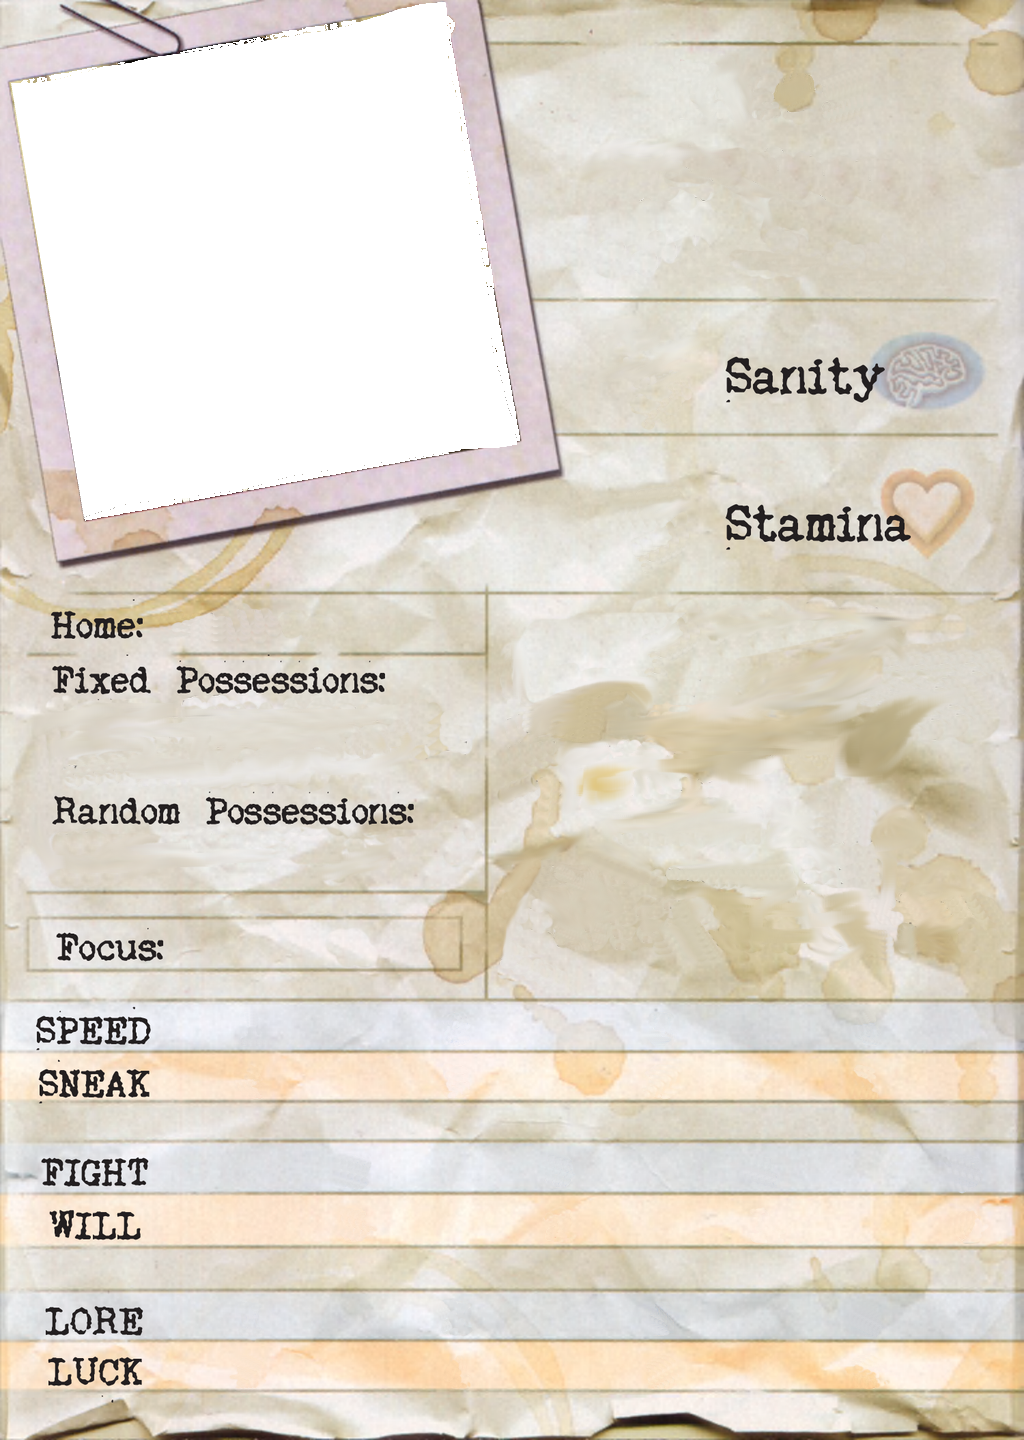 Sanity
Stamina
Home:
Fixed Possessions:
Random Possessions:
Focus:
SPEED
SNEAK
FIGHT
WILL
LORE
LUCK